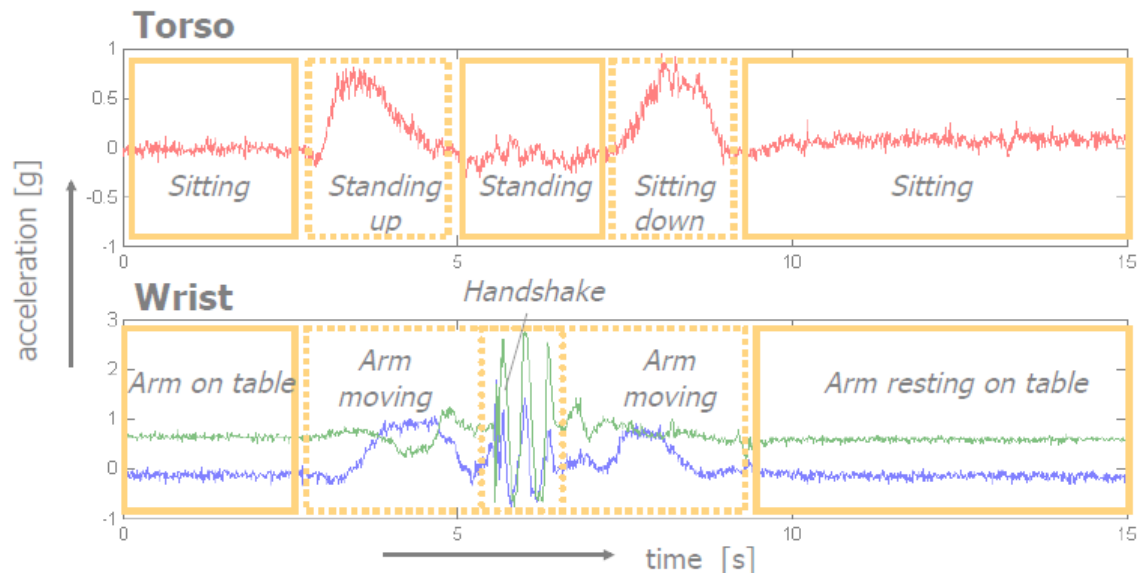 Torso
1
0.5
0
-0.5
-1
Sitting
Standing
up
Standing
Sitting
down
Sitting
0
5
10
15
acceleration [g]
Handshake
Wrist
3
2
1
0
-1
Arm on table
Arm
moving
Arm
moving
Arm resting on table
0
5
10
15
time [s]